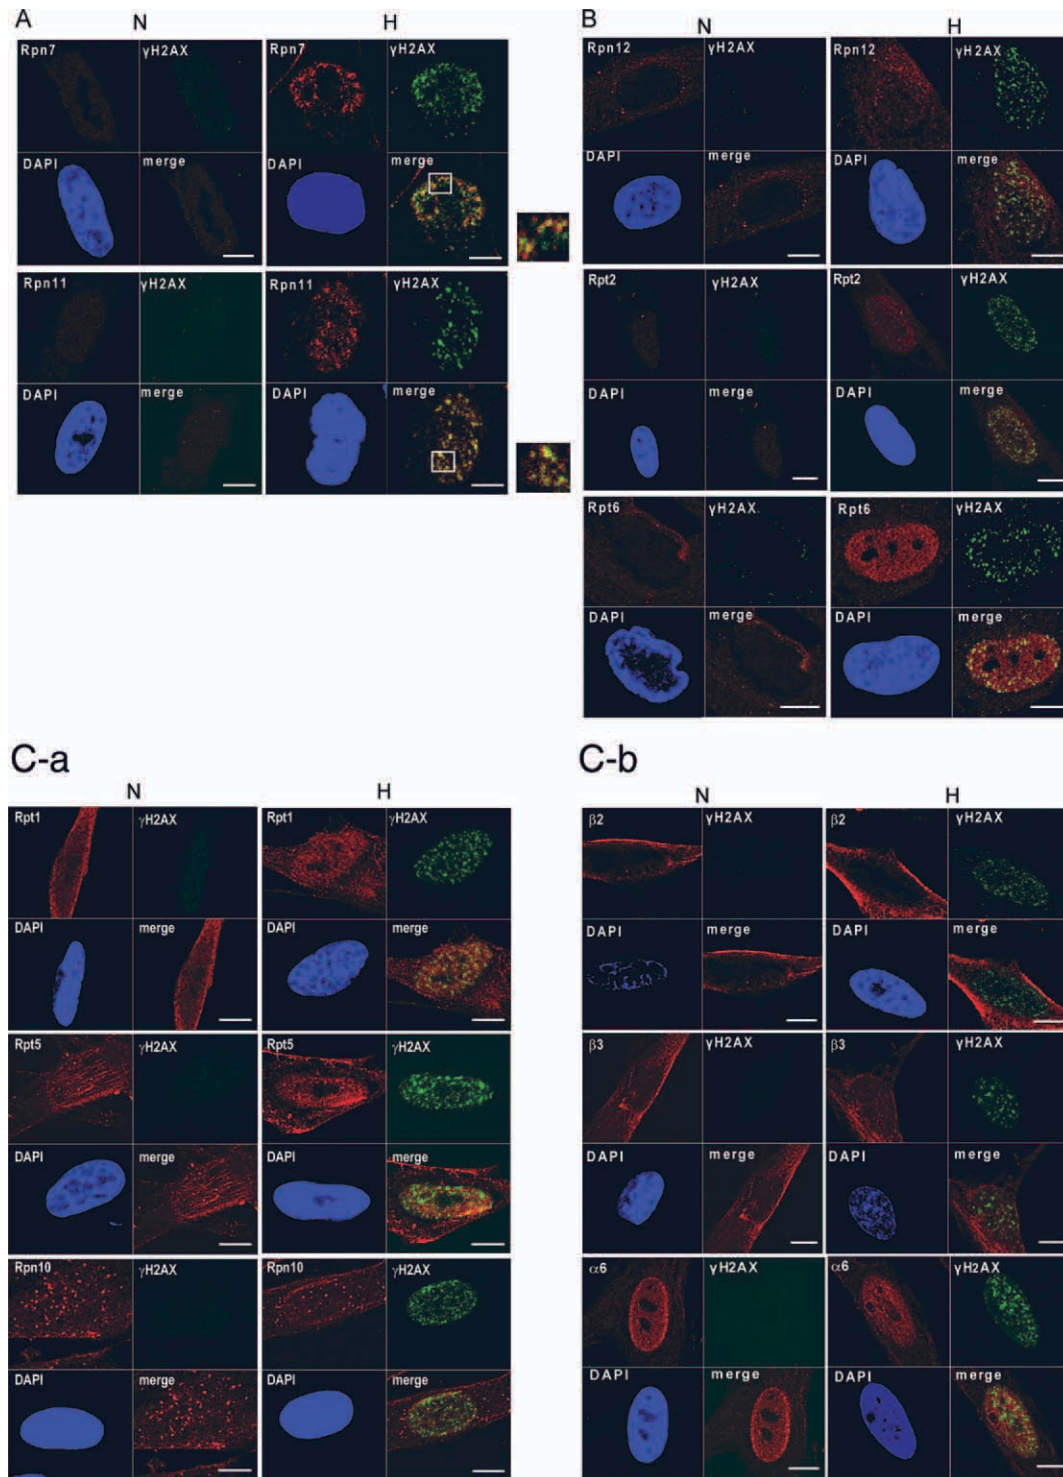 A
N
H
Rpn7
γH2AX
Rpn7
γH2AX
DAPI
merge
DAPI
merge
Rpn11
γH2AX
Rpn11
γH2AX
DAPI
merge
DAPI
merge
B
N
H
Rpn12
γH2AX
Rpn12
γH2AX
DAPI
merge
DAPI
merge
Rpt2
γH2AX
Rpt2
γH2AX
DAPI
merge
DAPI
merge
Rpt6
γH2AX
Rpt6
γH2AX
DAPI
merge
DAPI
merge
C-a
N
H
Rpt1
γH2AX
Rpt1
γH2AX
DAPI
merge
DAPI
merge
Rpt5
γH2AX
Rpt5
γH2AX
DAPI
merge
DAPI
merge
Rpn10
γH2AX
Rpn10
γH2AX
DAPI
merge
DAPI
merge
C-b
N
H
β2
γH2AX
β2
γH2AX
DAPI
merge
DAPI
merge
β3
γH2AX
β3
γH2AX
DAPI
merge
DAPI
merge
α6
γH2AX
α6
γH2AX
DAPI
merge
DAPI
merge